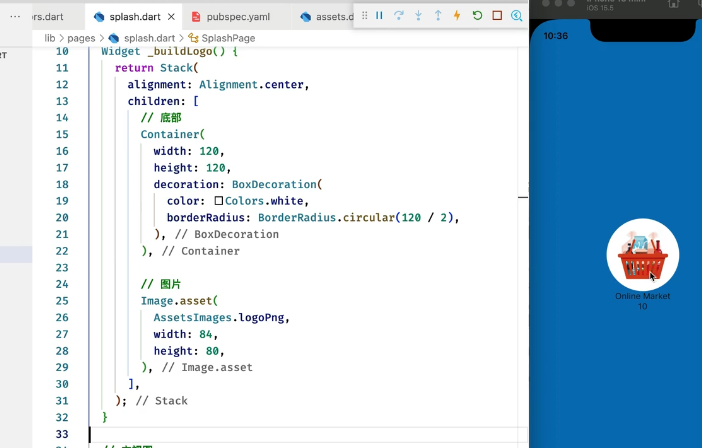 ors.dart
splash.dart
pubspec.yaml
assets.d
lib > pages > splash.dart > SplashPage
10 Widget _buildLogo() {
11 return Stack(
12 alignment: Alignment.center,
13 children: [
14 // 底部
15 Container(
16 width: 120,
17 height: 120,
18 decoration: BoxDecoration(
19 color: Colors.white,
20 borderRadius: BorderRadius.circular(120 / 2),
21 ), // BoxDecoration
22 ), // Container
23
24 // 图片
25 Image.asset(
26 AssetsImages.logoPng,
27 width: 84,
28 height: 80,
29 ), // Image.asset
30 ],
31 ); // Stack
32 }
33
iOS 15.5
10:36
Online Market
10